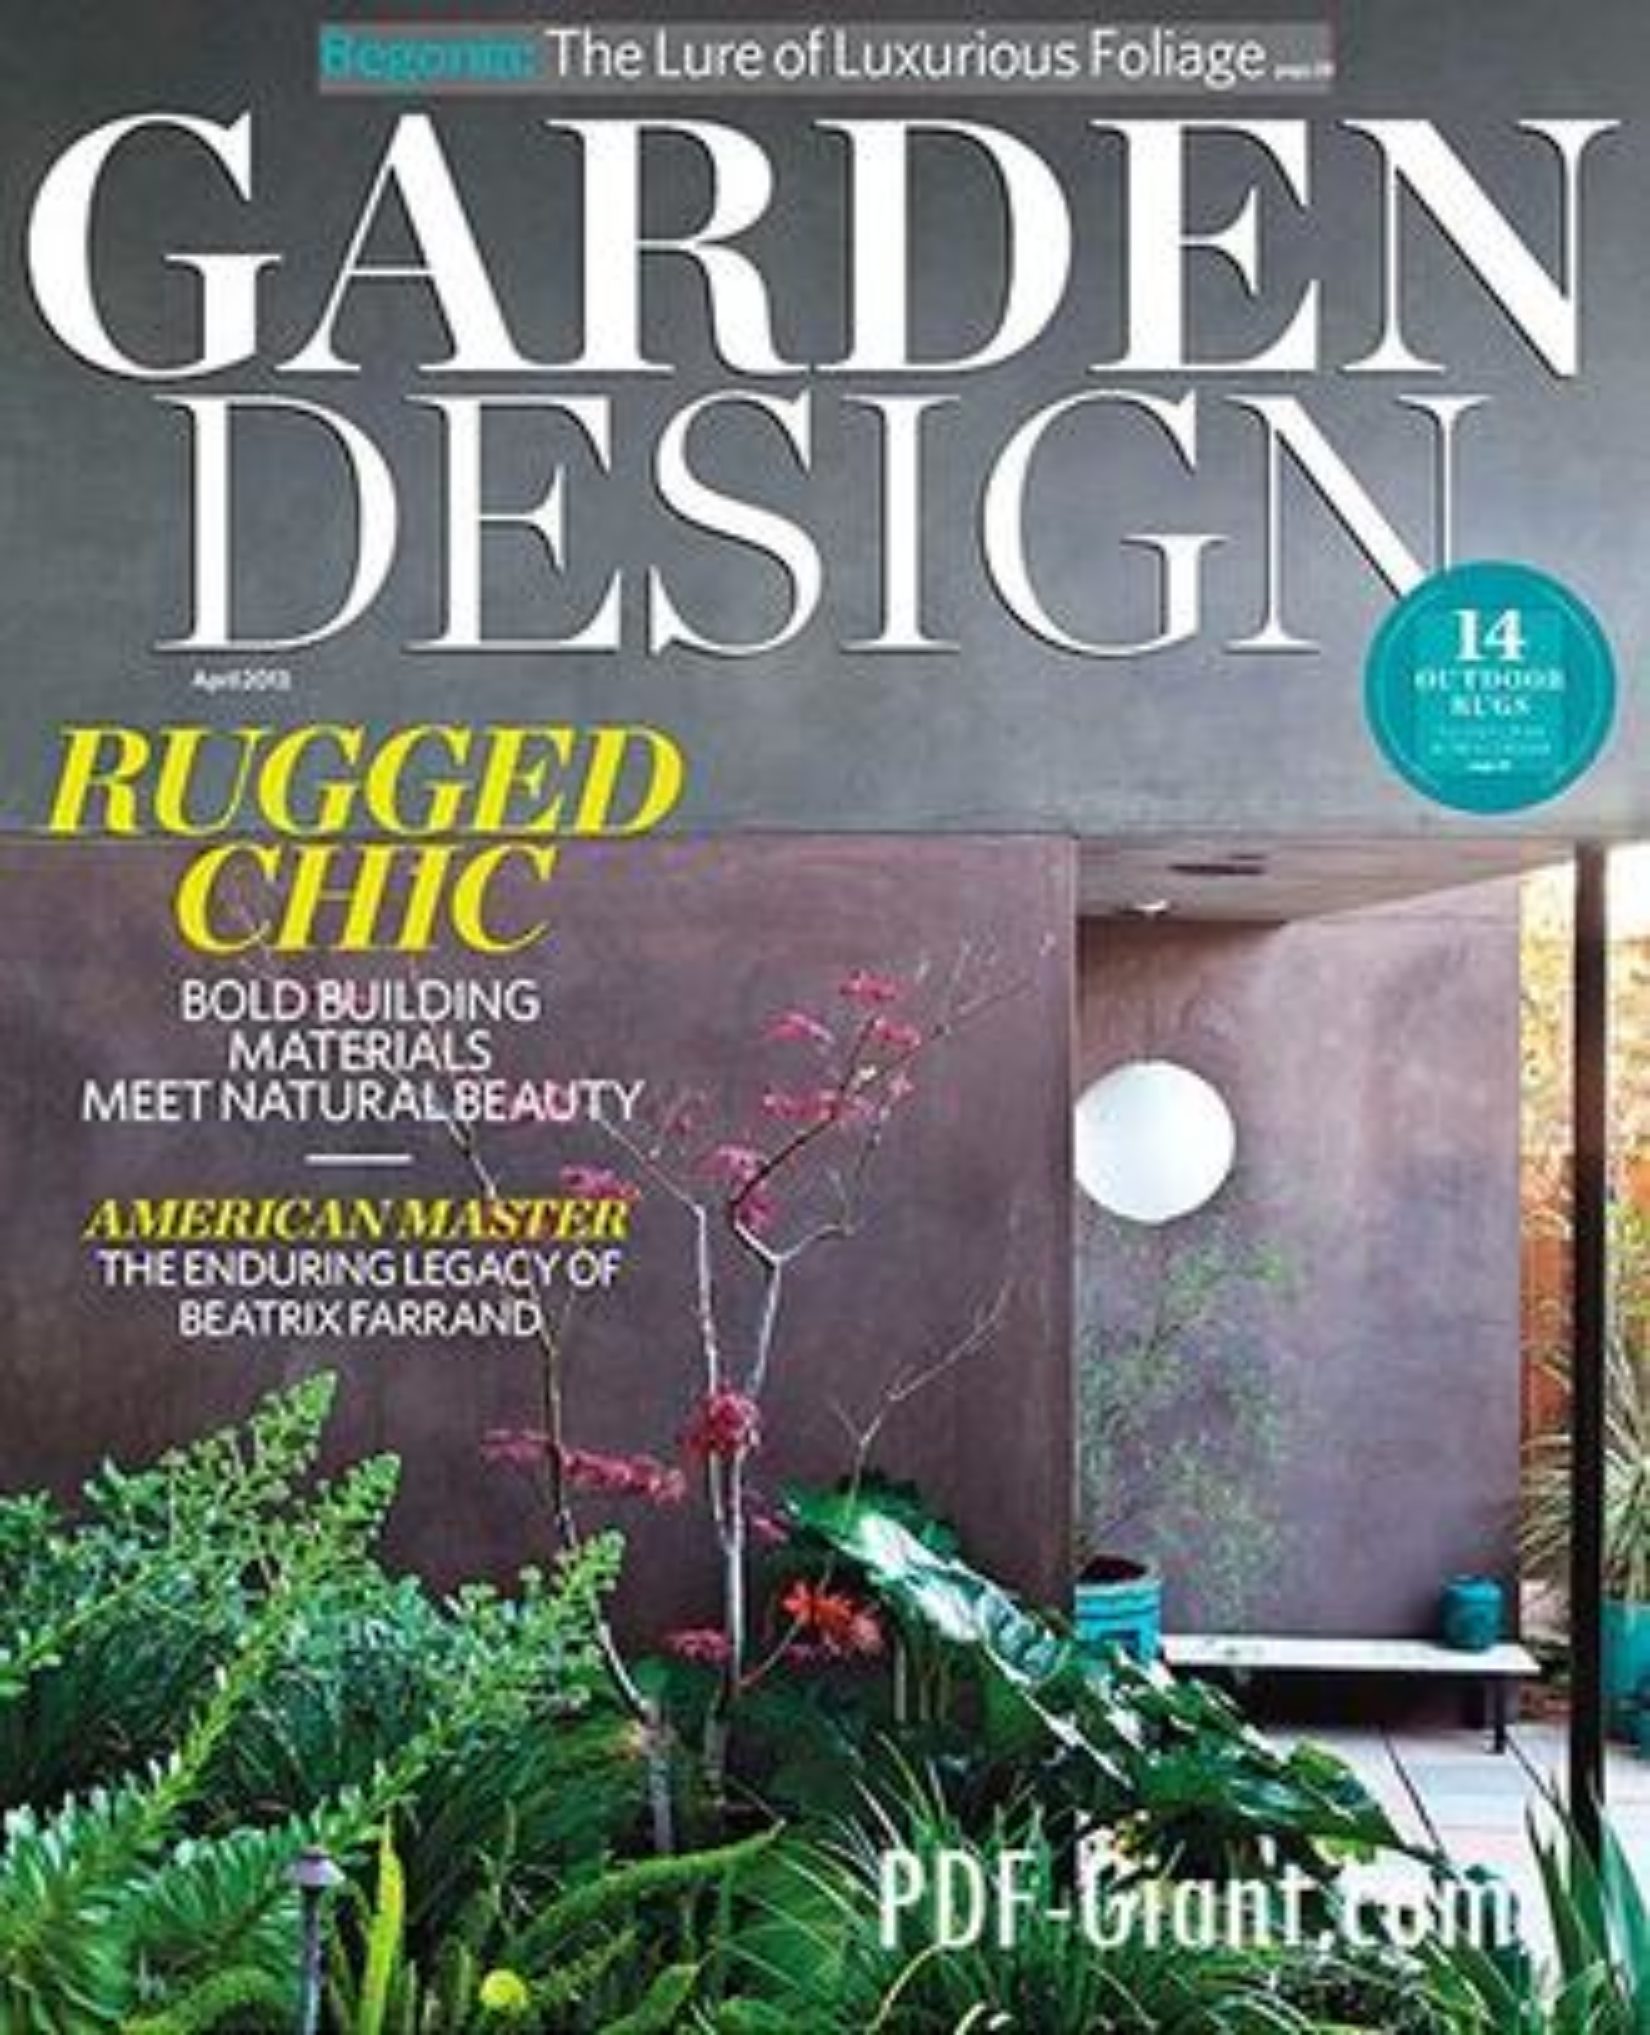 Begonias: The Lure of Luxurious Foliage
GARDEN
DESIGN
April 2013
14
OUTDOOR
RUGS
RUGGED
CHIC
BOLD BUILDING
MATERIALS
MEET NATURAL BEAUTY
AMERICAN MASTER
THE ENDURING LEGACY OF
BEATRIX FARRAND
PDF-Giant.com